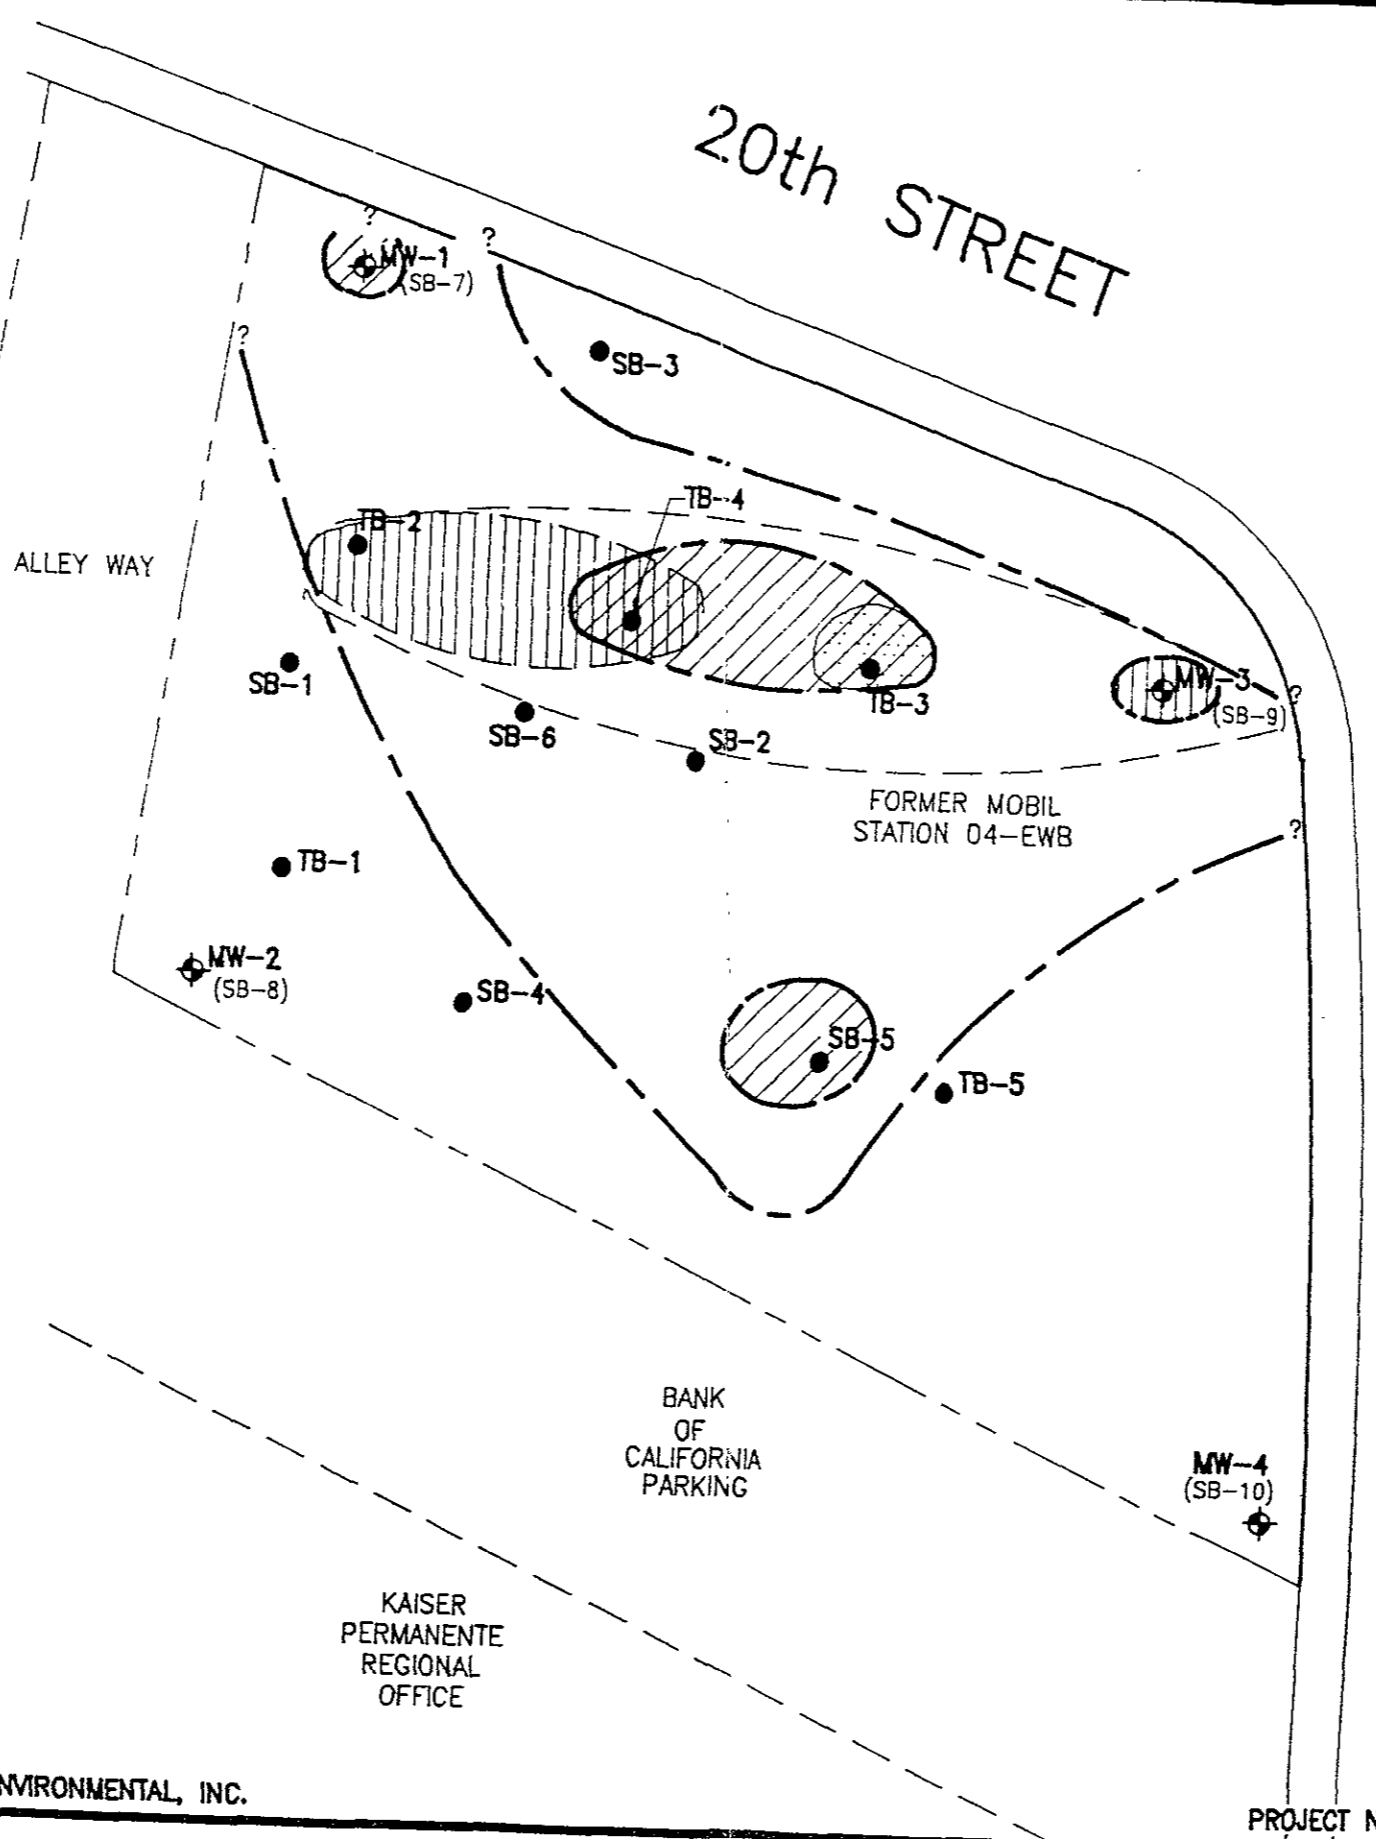 20th STREET
?
?
MW-1
(SB-7)
?
SB-3
TB-4
TB-2
ALLEY WAY
SB-1
MW-3
?
(SB-9)
TB-3
SB-6
SB-2
FORMER MOBIL
STATION 04-EWB
?
TB-1
MW-2
(SB-8)
SB-4
SB-5
TB-5
BANK
OF
CALIFORNIA
PARKING
MW-4
(SB-10)
KAISER
PERMANENTE
REGIONAL
OFFICE
NVIRONMENTAL, INC.
PROJECT N